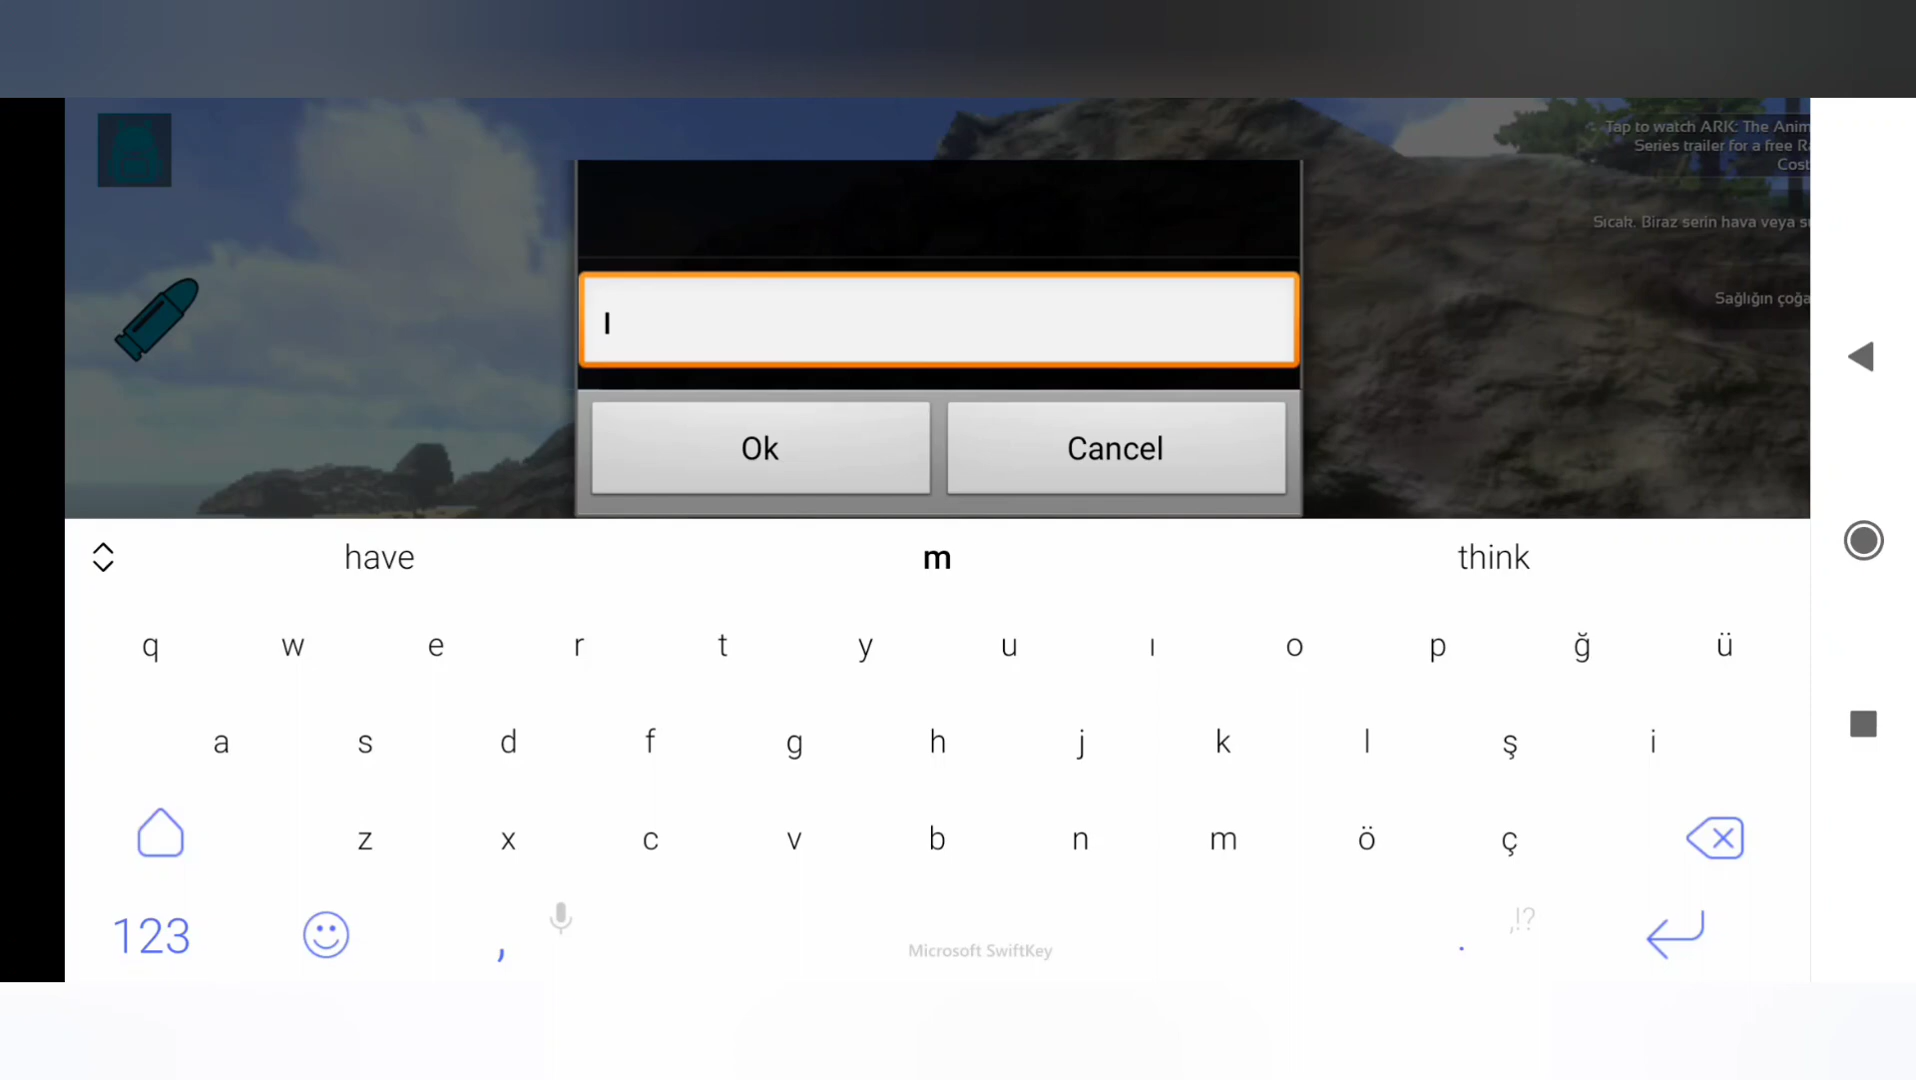 Tap to watch ARK: The Anim
Series trailer for a free R
Cost
Sıcak. Biraz serin hava veya s
Sağlığın çoğa
I
Ok Cancel
have m think
q w e r t y u ı o p ğ ü
a s d f g h j k l ş i
z x c v b n m ö ç
123 , Microsoft SwiftKey . ,!?